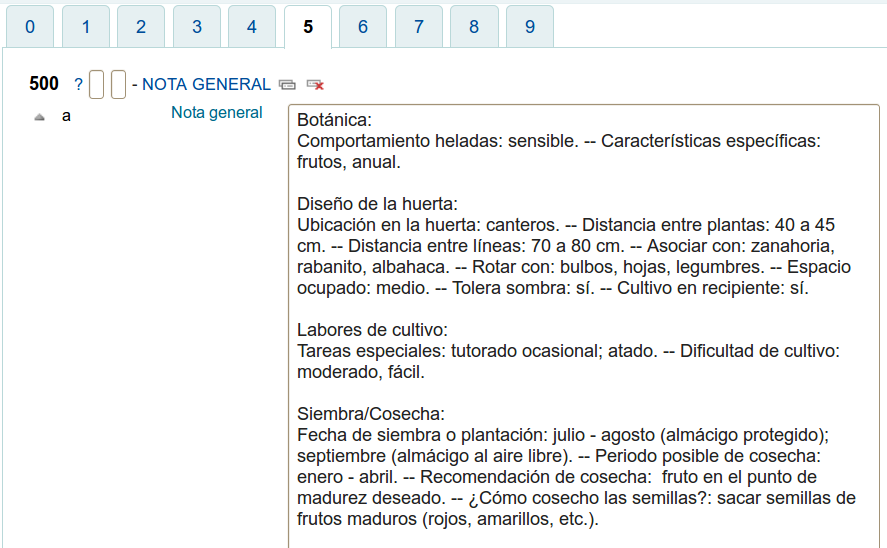 0 1 2 3 4 5 6 7 8 9
500 ? - NOTA GENERAL
a Nota general
Botánica:
Comportamiento heladas: sensible. -- Características específicas:
frutos, anual.
Diseño de la huerta:
Ubicación en la huerta: canteros. -- Distancia entre plantas: 40 a 45
cm. -- Distancia entre líneas: 70 a 80 cm. -- Asociar con: zanahoria,
rabanito, albahaca. -- Rotar con: bulbos, hojas, legumbres. -- Espacio
ocupado: medio. -- Tolera sombra: sí. -- Cultivo en recipiente: sí.
Labores de cultivo:
Tareas especiales: tutorado ocasional; atado. -- Dificultad de cultivo:
moderado, fácil.
Siembra/Cosecha:
Fecha de siembra o plantación: julio - agosto (almácigo protegido);
septiembre (almácigo al aire libre). -- Periodo posible de cosecha:
enero - abril. -- Recomendación de cosecha:  fruto en el punto de
madurez deseado. -- ¿Cómo cosecho las semillas?: sacar semillas de
frutos maduros (rojos, amarillos, etc.).